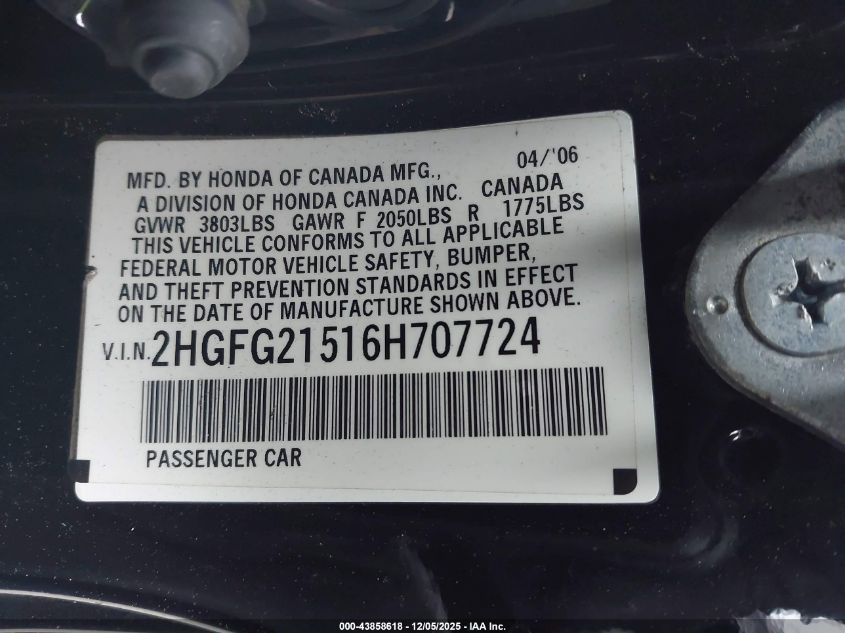 MFD. BY HONDA OF CANADA MFG., 04/'06
A DIVISION OF HONDA CANADA INC. CANADA
GVWR 3803LBS GAWR F 2050LBS R 1775LBS
THIS VEHICLE CONFORMS TO ALL APPLICABLE
FEDERAL MOTOR VEHICLE SAFETY, BUMPER,
AND THEFT PREVENTION STANDARDS IN EFFECT
ON THE DATE OF MANUFACTURE SHOWN ABOVE.
V.I.N. 2HGFG21516H707724
PASSENGER CAR
000-43858618 - 12/05/2025 - IAA Inc.